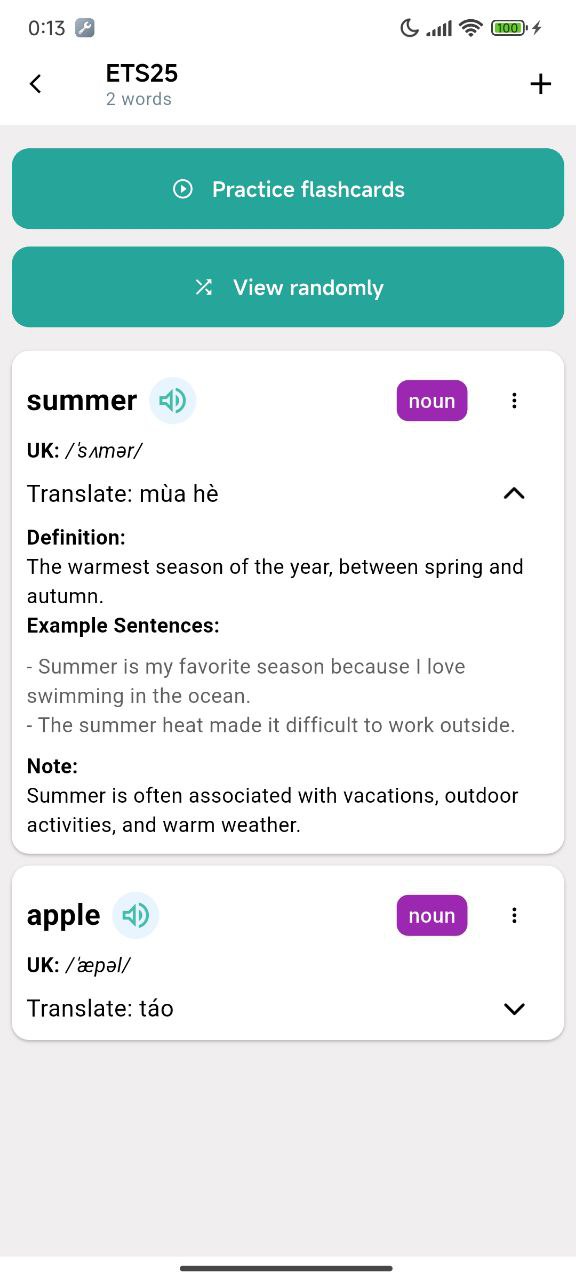 0:13
100
ETS25
2 words
Practice flashcards
View randomly
summer
noun
UK: /ˈsʌmər/
Translate: mùa hè
Definition:
The warmest season of the year, between spring and
autumn.
Example Sentences:
- Summer is my favorite season because I love
swimming in the ocean.
- The summer heat made it difficult to work outside.
Note:
Summer is often associated with vacations, outdoor
activities, and warm weather.
apple
noun
UK: /ˈæpəl/
Translate: táo